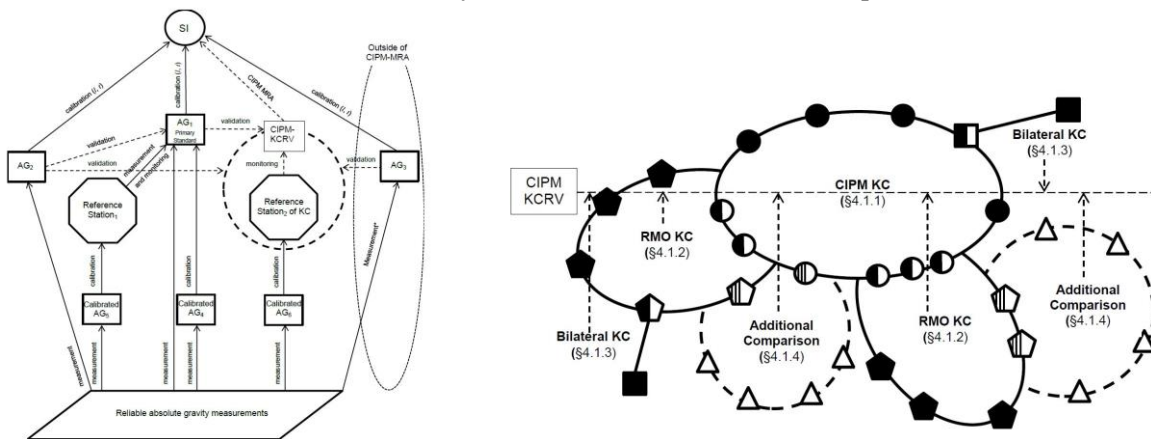 SI
Outside of
CIPM-MRA
calibration (l, τ)
calibration (l, τ)
CIPM MRA
calibration (l, τ)
AG₁
Primary
Standard
validation
CIPM-
KCRV
validation
validation
measurement
and monitoring
monitoring
validation
AG₂
AG₃
Reference
Station₁
Reference
Station₂ of KC
calibration
calibration
calibration
Measurement*
Calibrated
AG₅
Calibrated
AG₄
Calibrated
AG₆
measurement
measurement
measurement
measurement
measurement
Reliable absolute gravity measurements
Bilateral KC
(§4.1.3)
CIPM
KCRV
CIPM KC
(§4.1.1)
RMO KC
(§4.1.2)
Additional
Comparison
(§4.1.4)
Bilateral KC
(§4.1.3)
Additional
Comparison
(§4.1.4)
RMO KC
(§4.1.2)